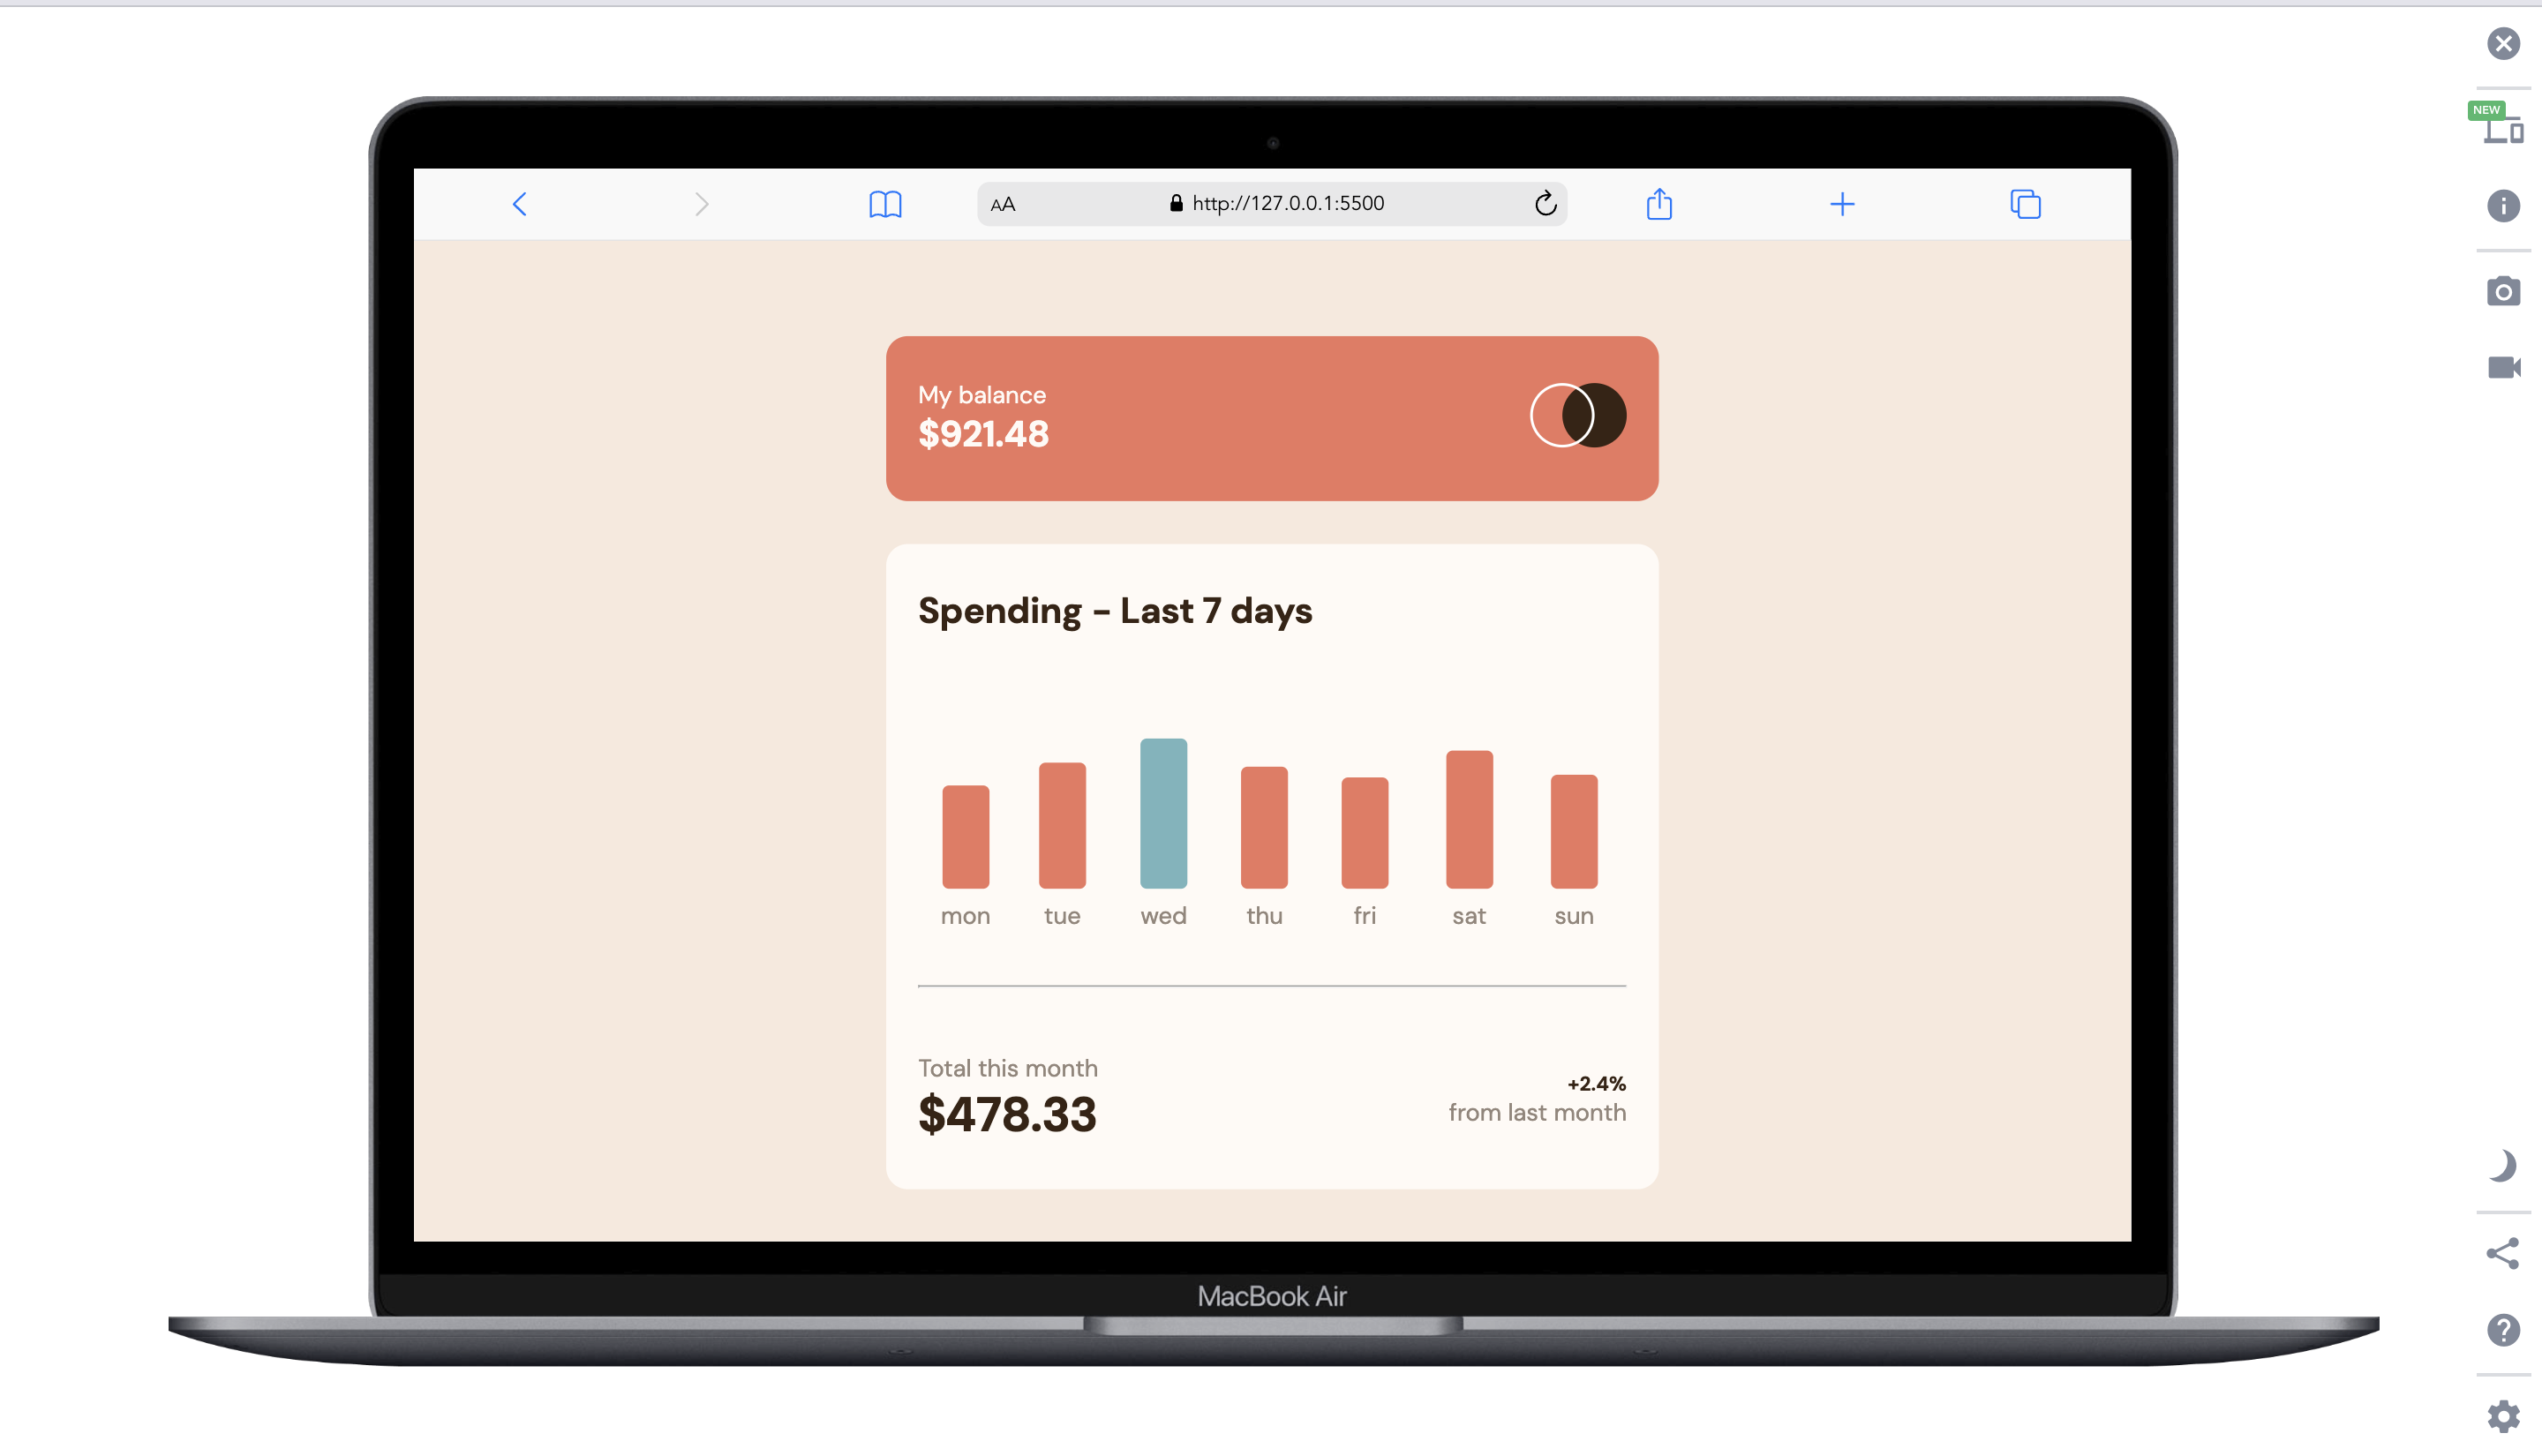 NEW
AA
http://127.0.0.1:5500
My balance
$921.48
Spending - Last 7 days
mon tue wed thu fri sat sun
Total this month
$478.33
+2.4%
from last month
MacBook Air